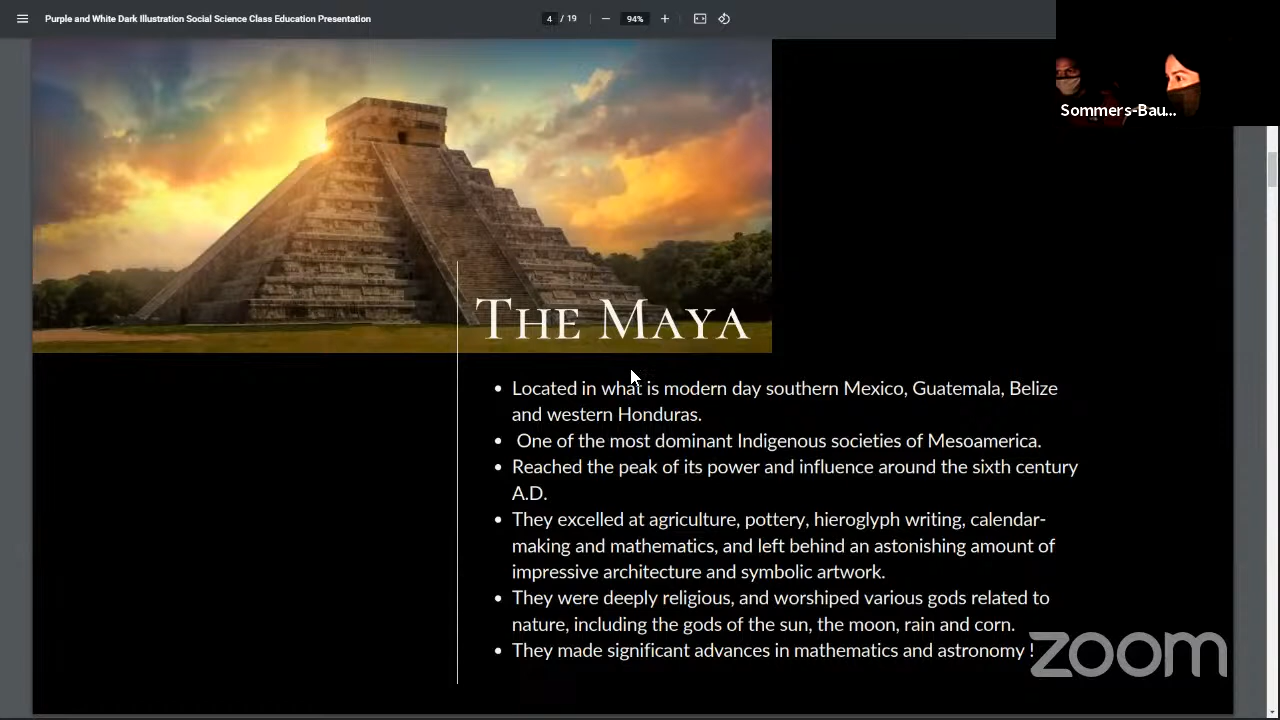 Purple and White Dark Illustration Social Science Class Education Presentation
4 / 19
94%
Sommers-Bau...
The Maya
• Located in what is modern day southern Mexico, Guatemala, Belize
and western Honduras.
• One of the most dominant Indigenous societies of Mesoamerica.
• Reached the peak of its power and influence around the sixth century
A.D.
• They excelled at agriculture, pottery, hieroglyph writing, calendar-
making and mathematics, and left behind an astonishing amount of
impressive architecture and symbolic artwork.
• They were deeply religious, and worshiped various gods related to
nature, including the gods of the sun, the moon, rain and corn.
• They made significant advances in mathematics and astronomy !
zoom